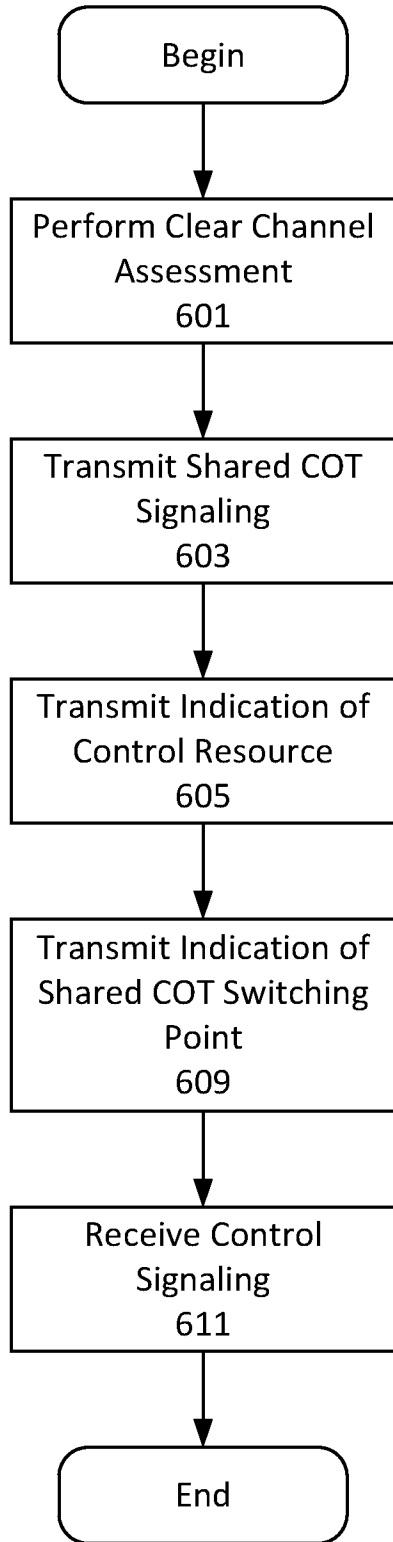 Begin
Perform Clear Channel
Assessment
601
Transmit Shared COT
Signaling
603
Transmit Indication of
Control Resource
605
Transmit Indication of
Shared COT Switching
Point
609
Receive Control
Signaling
611
End